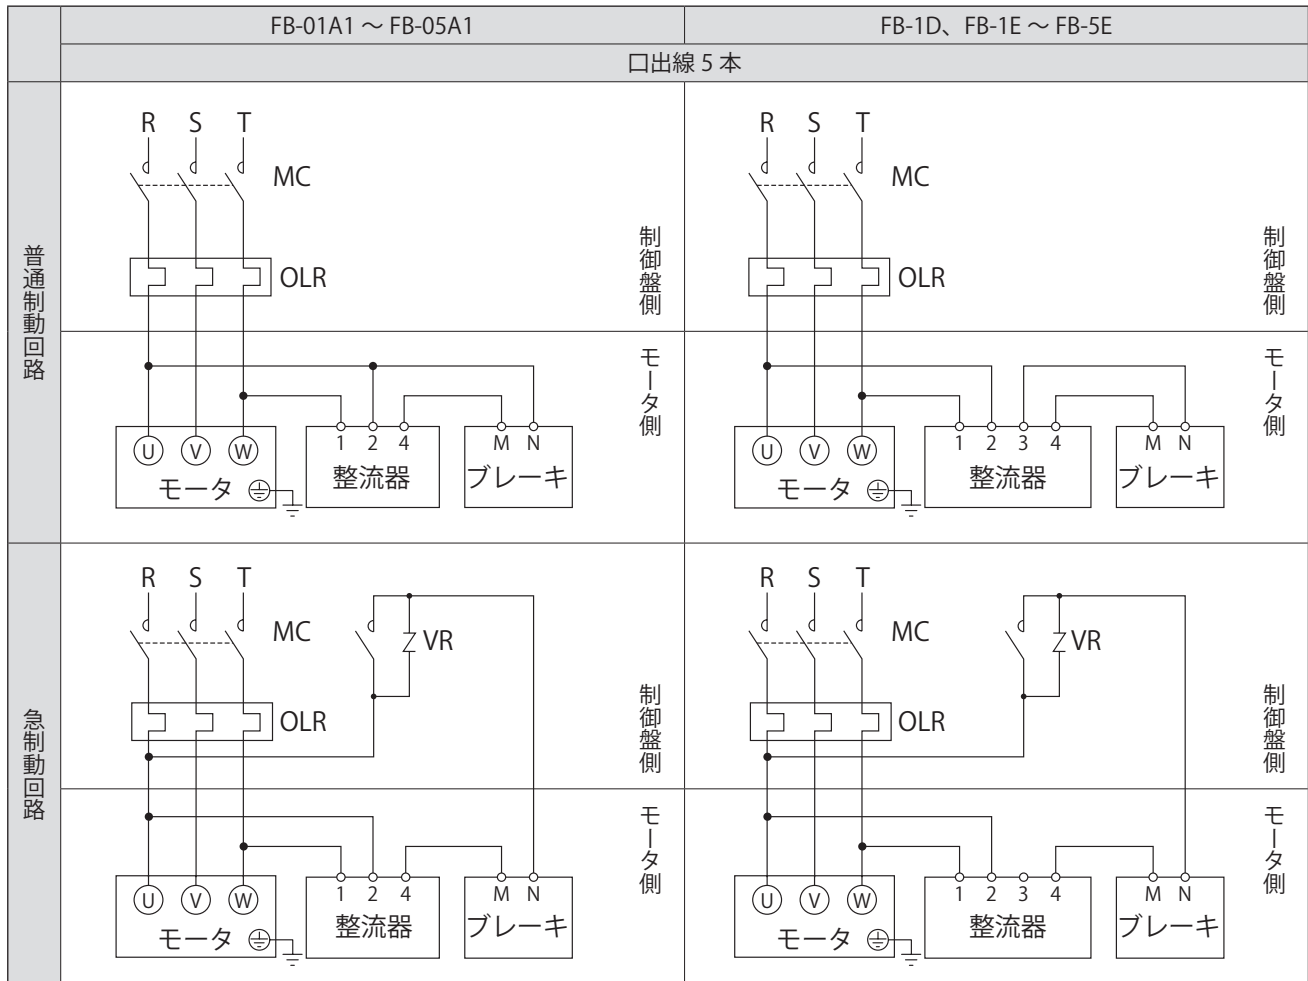 FB-01A1 ～ FB-05A1
FB-1D、FB-1E ～ FB-5E
口出線 5 本
普通制動回路
R S T
MC
OLR
制御盤側
モータ側
U V W
モータ
1 2 4
整流器
M N
ブレーキ
R S T
MC
OLR
制御盤側
モータ側
U V W
モータ
1 2 3 4
整流器
M N
ブレーキ
急制動回路
R S T
MC
VR
OLR
制御盤側
モータ側
U V W
モータ
1 2 4
整流器
M N
ブレーキ
R S T
MC
VR
OLR
制御盤側
モータ側
U V W
モータ
1 2 3 4
整流器
M N
ブレーキ